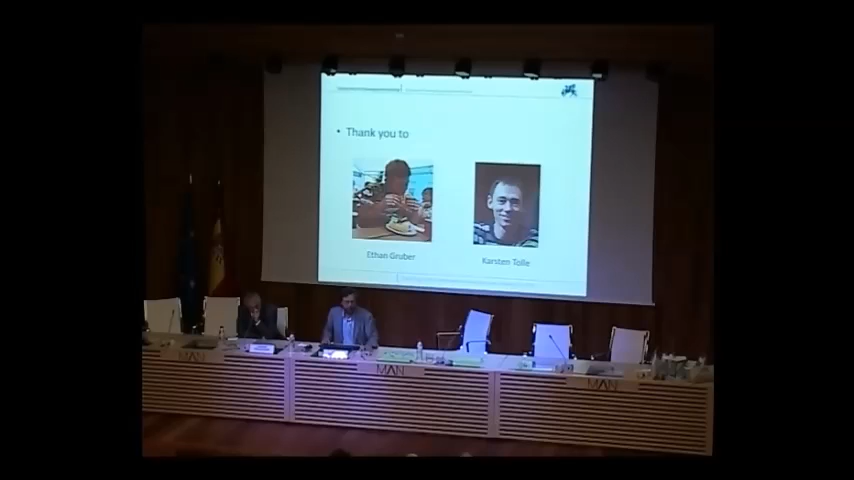 • Thank you to
Ethan Gruber
Karsten Tolle
MAN
MAN
MAN